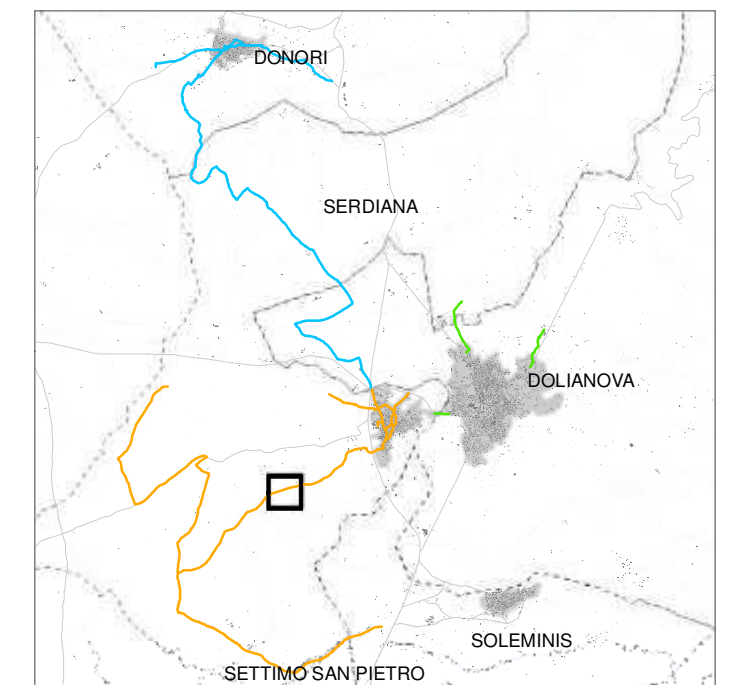 DONORI
SERDIANA
DOLIANOVA
SOLEMINIS
SETTIMO SAN PIETRO